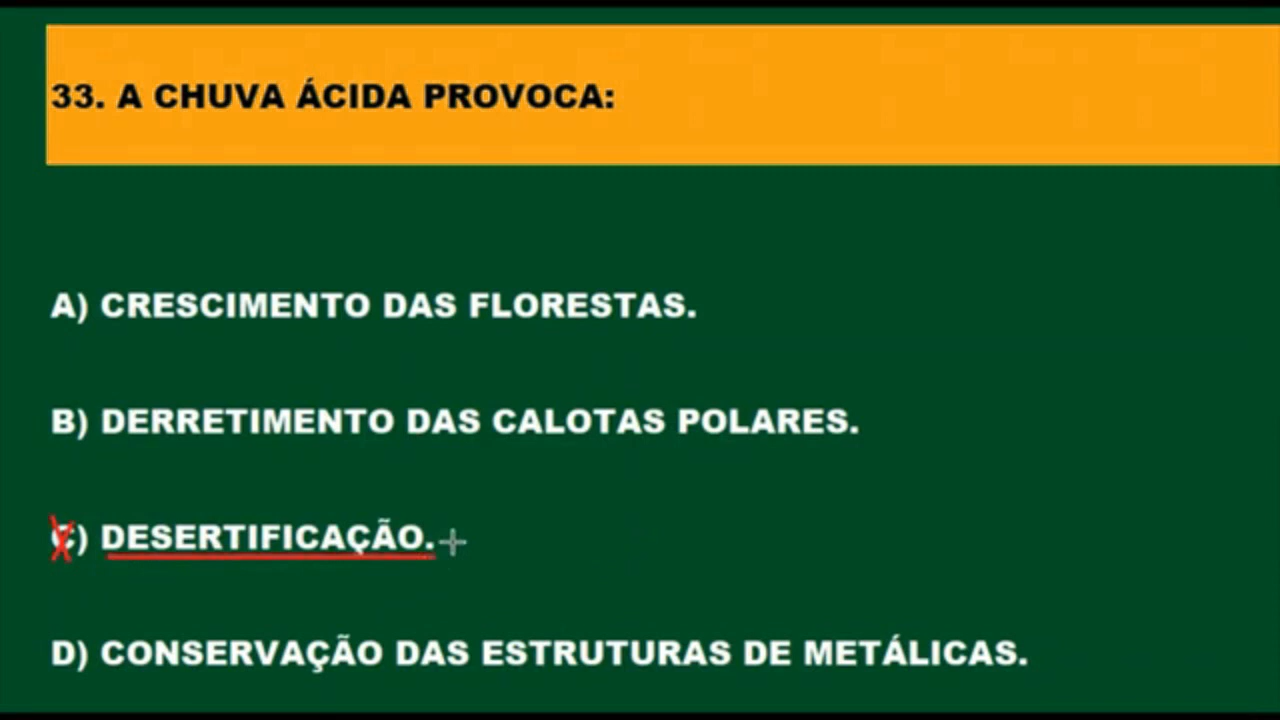 33. A CHUVA ÁCIDA PROVOCA:
A) CRESCIMENTO DAS FLORESTAS.
B) DERRETIMENTO DAS CALOTAS POLARES.
C) DESERTIFICAÇÃO.
D) CONSERVAÇÃO DAS ESTRUTURAS DE METÁLICAS.